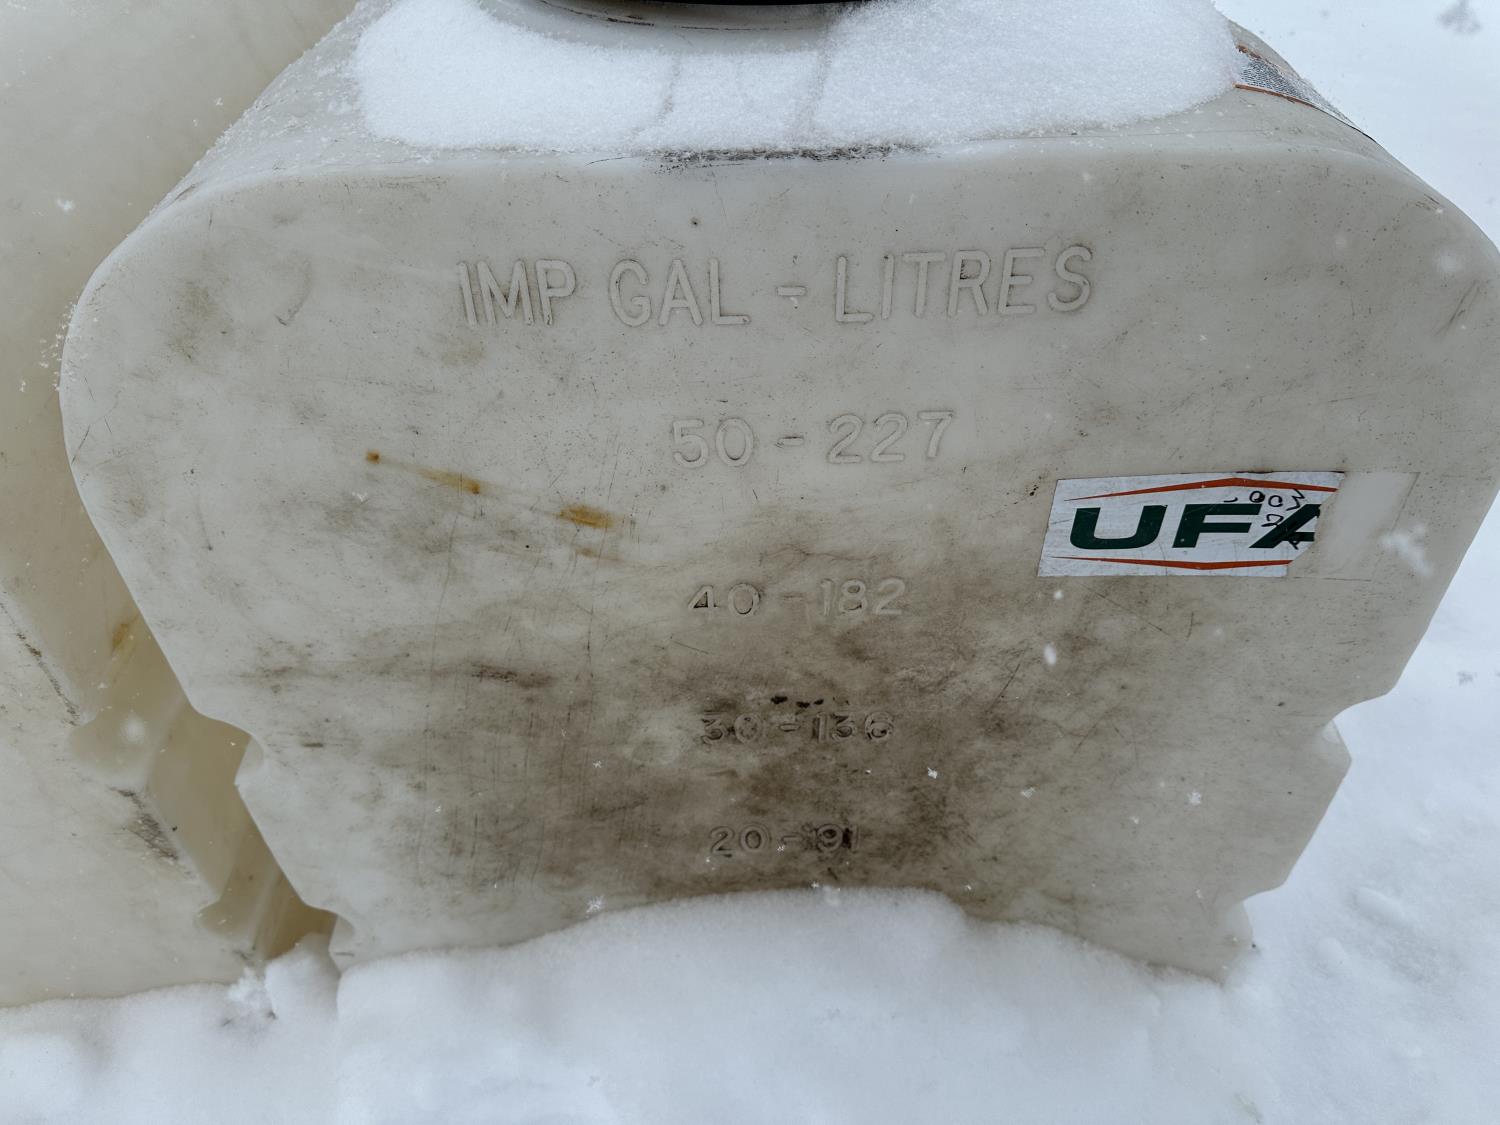 IMP GAL - LITRES
50 - 227
UFA
40 - 182
30 - 136
20 - 91